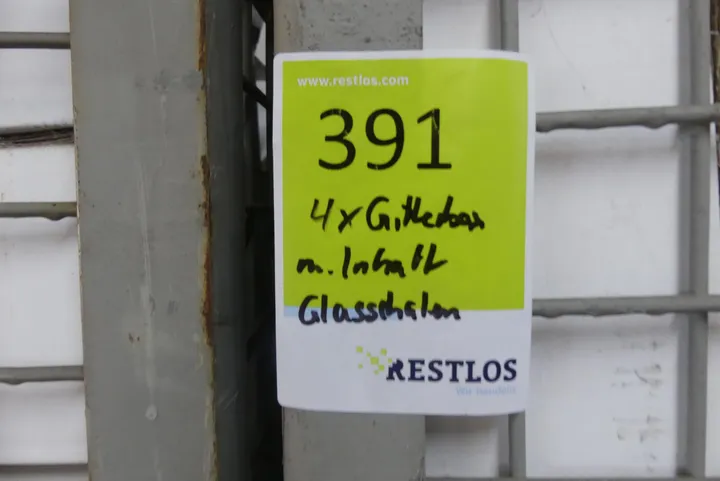 www.restlos.com
391
4x Gitterbox
m. Inhalt
Glasschalen
RESTLOS